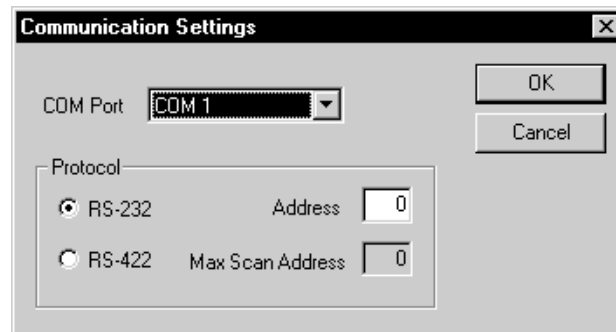 Communication Settings
COM Port COM 1
OK
Cancel
Protocol
RS-232 Address 0
RS-422 Max Scan Address 0